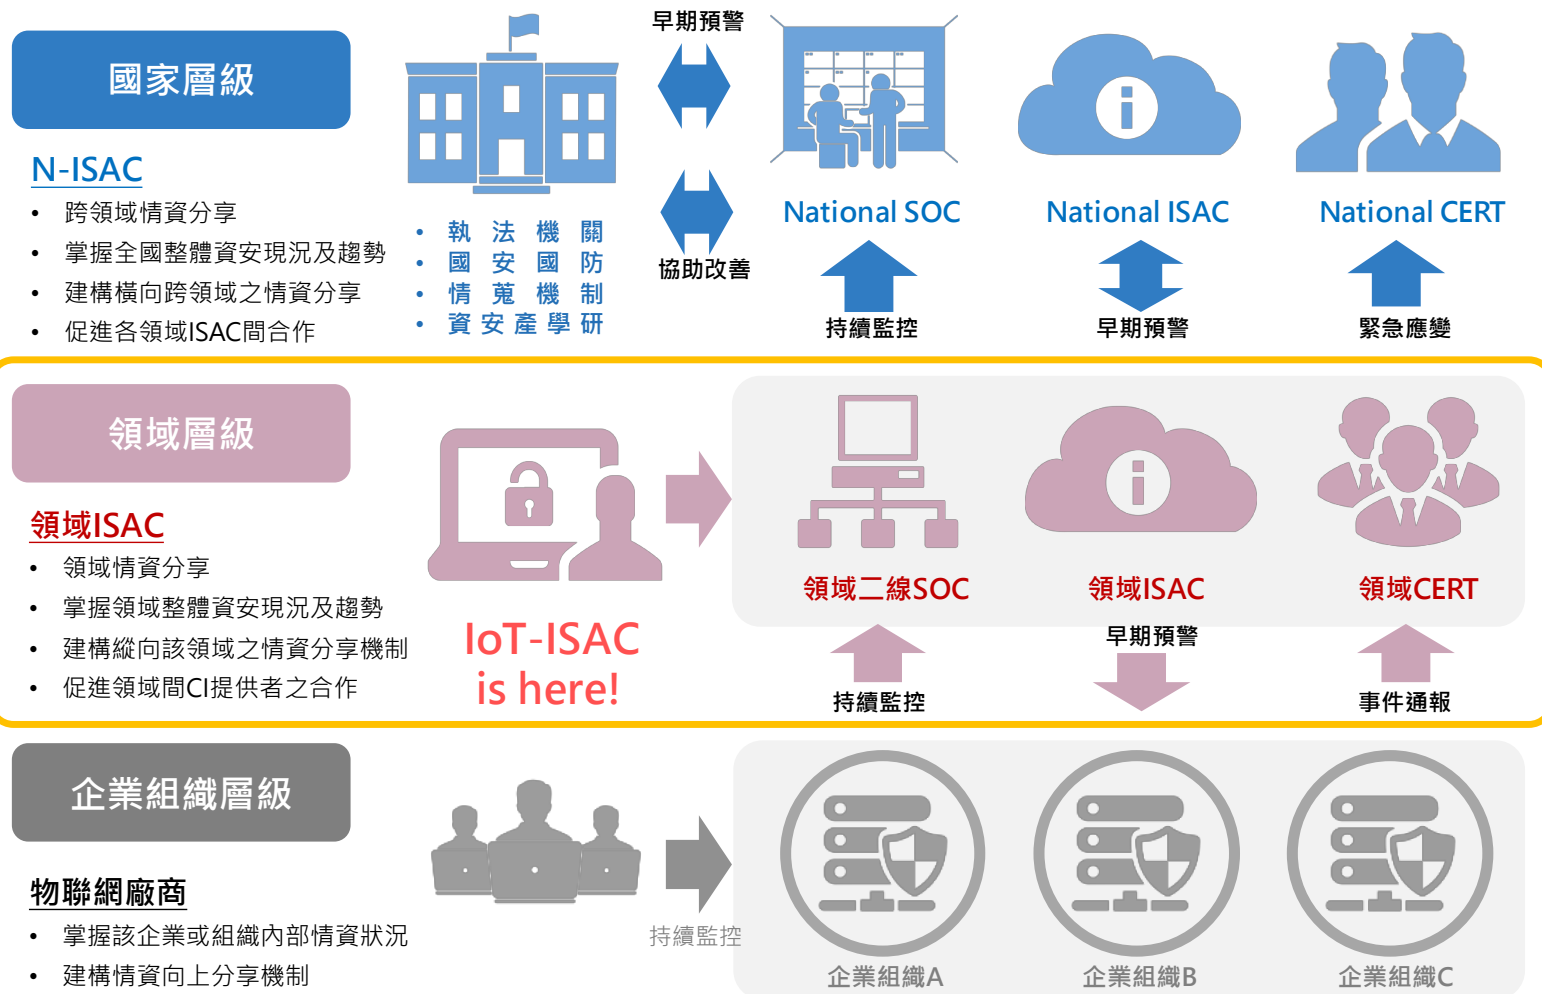 國家層級
N-ISAC
• 跨領域情資分享
• 掌握全國整體資安現況及趨勢
• 建構橫向跨領域之情資分享
• 促進各領域ISAC間合作
• 執法機關
• 國安國防
• 情蒐機制
• 資安產學研
早期預警
協助改善
National SOC
National ISAC
National CERT
持續監控
早期預警
緊急應變
領域層級
領域ISAC
• 領域情資分享
• 掌握領域整體資安現況及趨勢
• 建構縱向該領域之情資分享機制
• 促進領域間CI提供者之合作
IoT-ISAC
is here!
領域二線SOC
領域ISAC
領域CERT
持續監控
早期預警
事件通報
企業組織層級
物聯網廠商
• 掌握該企業或組織內部情資狀況
• 建構情資向上分享機制
持續監控
企業組織A
企業組織B
企業組織C